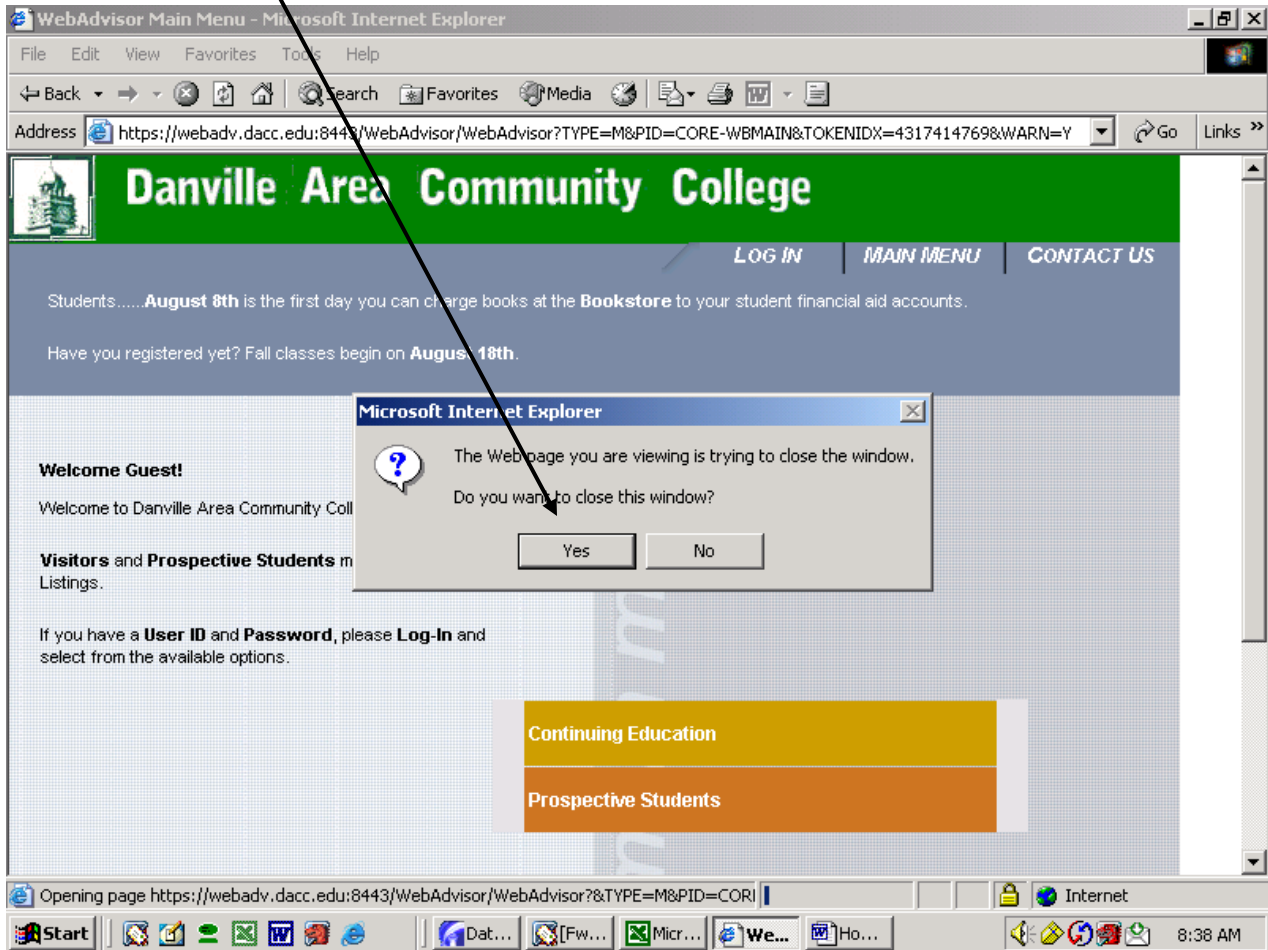 WebAdvisor Main Menu - Microsoft Internet Explorer
File Edit View Favorites Tools Help
Back Search Favorites Media
Address https://webadv.dacc.edu:8443/WebAdvisor/WebAdvisor?TYPE=M&PID=CORE-WBMAIN&TOKENIDX=4317414769&WARN=Y Go Links »
Danville Area Community College
LOG IN MAIN MENU CONTACT US
Students......August 8th is the first day you can charge books at the Bookstore to your student financial aid accounts.
Have you registered yet? Fall classes begin on August 18th.
Microsoft Internet Explorer
The Web page you are viewing is trying to close the window.
Do you want to close this window?
Yes No
Welcome Guest!
Welcome to Danville Area Community Coll
Visitors and Prospective Students m
Listings.
If you have a User ID and Password, please Log-In and
select from the available options.
Continuing Education
Prospective Students
Opening page https://webadv.dacc.edu:8443/WebAdvisor/WebAdvisor?&TYPE=M&PID=CORI Internet
Start Dat... [Fw... Micr... We... Ho... 8:38 AM